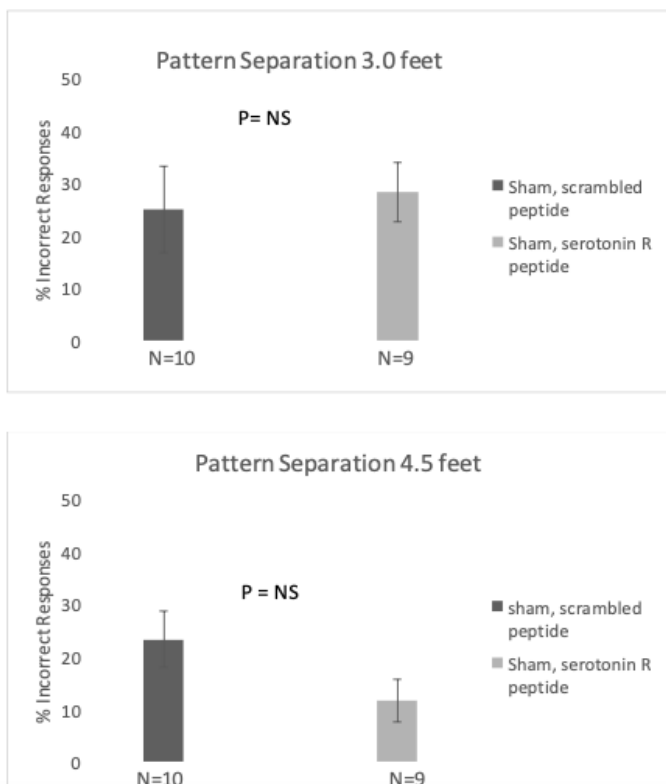 Pattern Separation 3.0 feet
50
P= NS
40
30
20
10
0
% Incorrect Responses
Sham, scrambled
peptide
Sham, serotonin R
peptide
N=10
N=9
Pattern Separation 4.5 feet
50
40
P = NS
30
20
10
0
% Incorrect Responses
sham, scrambled
peptide
Sham, serotonin R
peptide
N=10
N=9